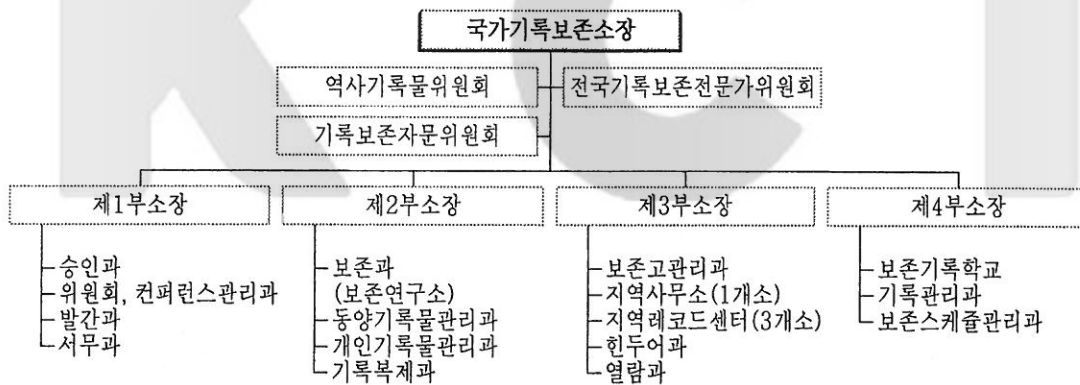 국가기록보존소장
역사기록물위원회
전국기록보존전문가위원회
기록보존자문위원회
제1부소장
승인과
위원회, 컨퍼런스관리과
발간과
서무과
제2부소장
보존과
(보존연구소)
동양기록물관리과
개인기록물관리과
기록복제과
제3부소장
보존고관리과
지역사무소(1개소)
지역레코드센터(3개소)
힌두어과
열람과
제4부소장
보존기록학교
기록관리과
보존스케쥴관리과